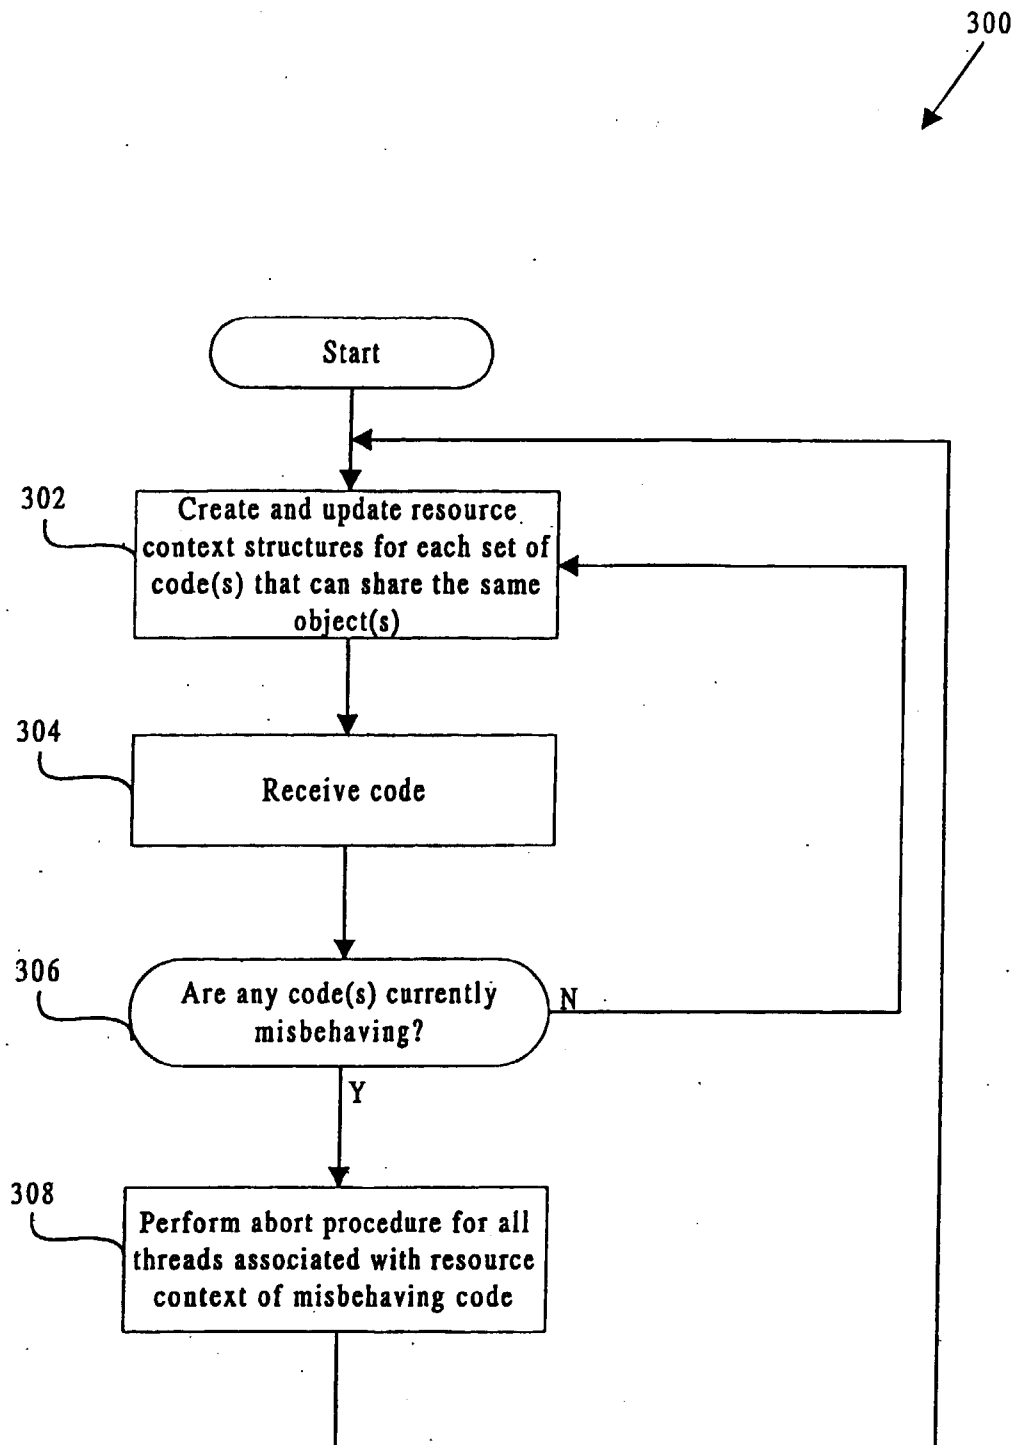 300
Start
302
Create and update resource
context structures for each set of
code(s) that can share the same
object(s)
304
Receive code
306
Are any code(s) currently
misbehaving?
N
Y
308
Perform abort procedure for all
threads associated with resource
context of misbehaving code